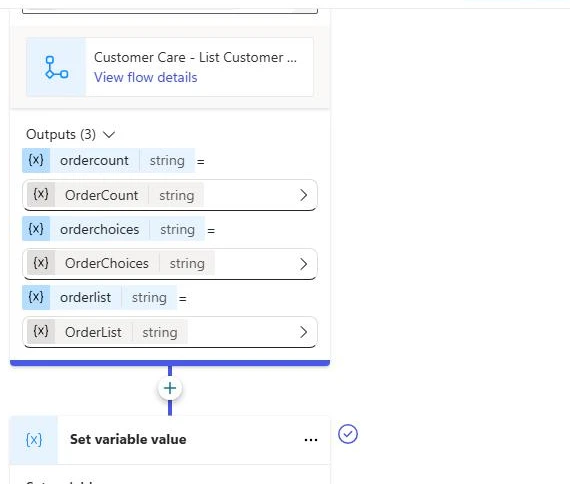 Customer Care - List Customer ...
View flow details
Outputs (3)
{x} ordercount string =
{x} OrderCount string
{x} orderchoices string =
{x} OrderChoices string
{x} orderlist string =
{x} OrderList string
{x} Set variable value ...